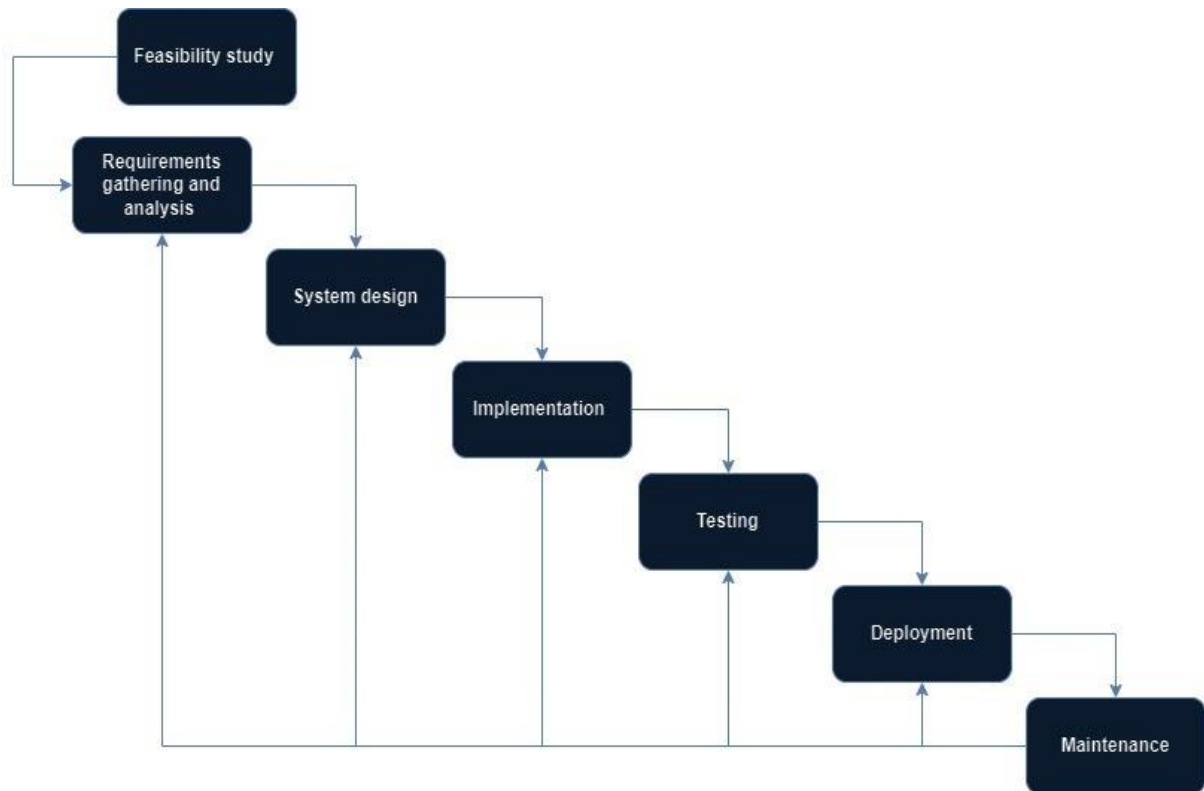 Feasibility study
Requirements
gathering and
analysis
System design
Implementation
Testing
Deployment
Maintenance